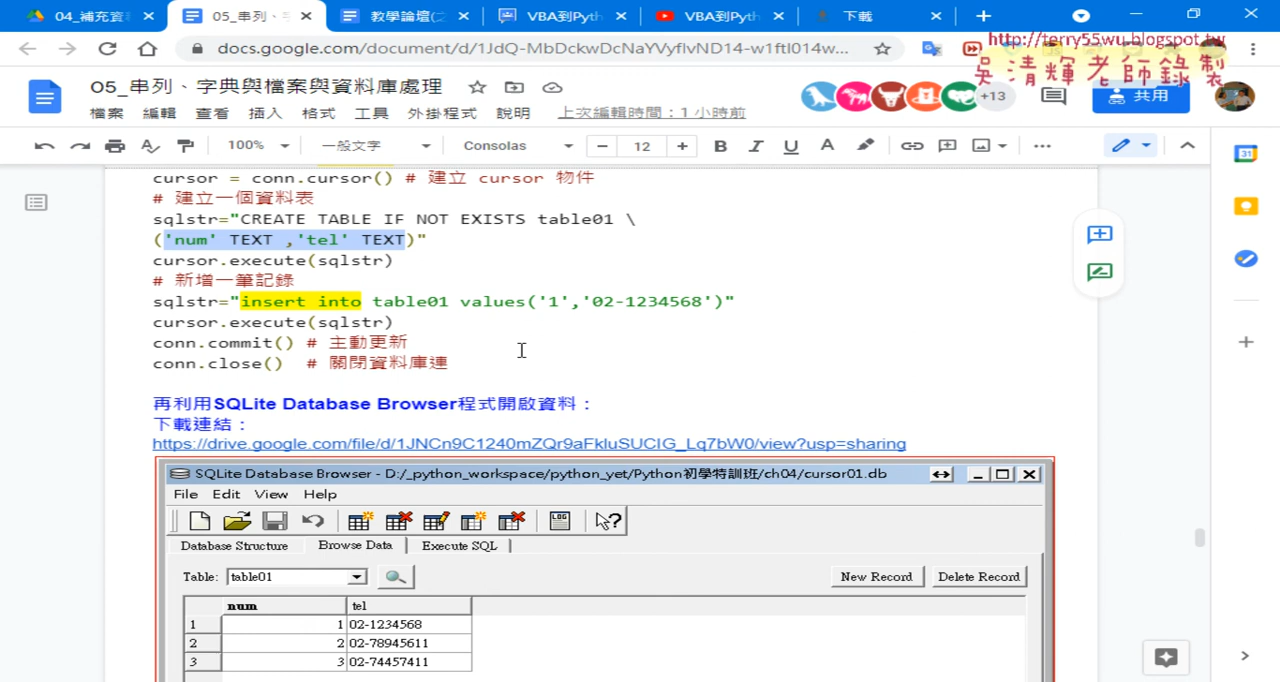 04_補充資
05_串列、
教學論壇(之
VBA到Pyth
VBA到Pyth
下載
docs.google.com/document/d/1JdQ-MbDckwDcNaYVyflvND14-w1ftl014w...
http://terry55.wu.blogspot.tw
吳清輝老師錄製
05_串列、字典與檔案與資料庫處理
+13
共用
檔案 編輯 查看 插入 格式 工具 外掛程式 說明 上次編輯時間：1 小時前
100% 一般文字 Consolas 12 B I U A
31
cursor = conn.cursor() # 建立 cursor 物件
# 建立一個資料表
sqlstr="CREATE TABLE IF NOT EXISTS table01 \
('num' TEXT ,'tel' TEXT)"
cursor.execute(sqlstr)
# 新增一筆記錄
sqlstr="insert into table01 values('1','02-1234568')"
cursor.execute(sqlstr)
conn.commit() # 主動更新
conn.close() # 關閉資料庫連
再利用SQLite Database Browser程式開啟資料：
下載連結：
https://drive.google.com/file/d/1JNCn9C1240mZQr9aFkluSUCIG_Lq7bW0/view?usp=sharing
SQLite Database Browser - D:/_python_workspace/python_yet/Python初學特訓班/ch04/cursor01.db
File Edit View Help
LOG
Database Structure Browse Data Execute SQL
Table: table01 New Record Delete Record
num tel
1 1 02-1234568
2 2 02-78945611
3 3 02-74457411